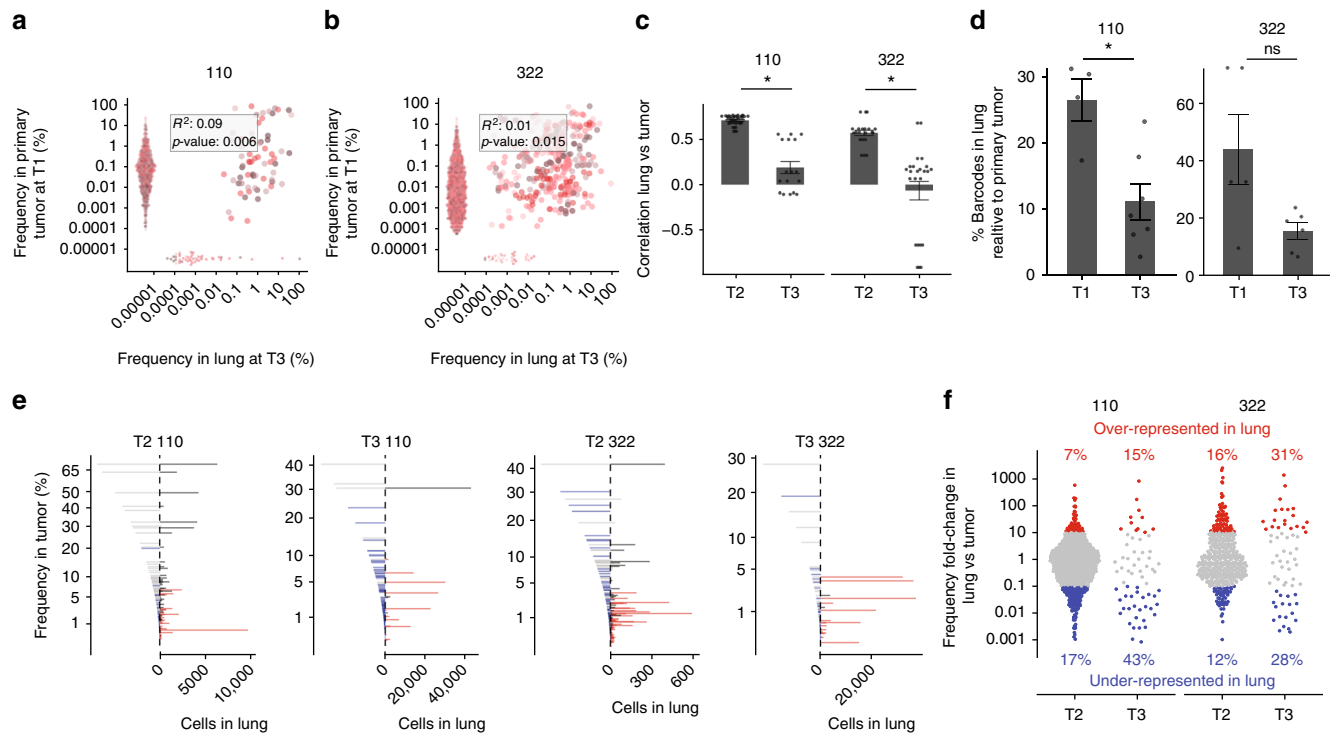 a
110
Frequency in primary
tumor at T1 (%)
100
10
1
0.1
0.01
0.001
0.0001
0.00001
R²: 0.09
p-value: 0.006
0.00001
0.0001
0.001
0.01
0.1
1
10
100
Frequency in lung at T3 (%)
b
322
Frequency in primary
tumor at T1 (%)
100
10
1
0.1
0.01
0.001
0.0001
0.00001
R²: 0.01
p-value: 0.015
0.00001
0.0001
0.001
0.01
0.1
1
10
100
Frequency in lung at T3 (%)
c
110
322
*
*
Correlation lung vs tumor
0.5
0.0
−0.5
T2
T3
T2
T3
d
110
322
*
ns
% Barcodes in lung
realtive to primary tumor
30
20
10
0
60
40
20
0
T1
T3
T1
T3
e
Frequency in tumor (%)
T2 110
65
50
40
30
20
10
5
1
0
5000
10,000
Cells in lung
T3 110
40
30
20
10
5
1
0
20,000
40,000
Cells in lung
T2 322
40
30
20
10
5
1
0
300
600
Cells in lung
T3 322
30
20
10
5
1
0
20,000
Cells in lung
f
110
322
Over-represented in lung
7%
15%
16%
31%
Frequency fold-change in
lung vs tumor
1000
100
10
1
0.1
0.01
0.001
17%
43%
12%
28%
Under-represented in lung
T2
T3
T2
T3